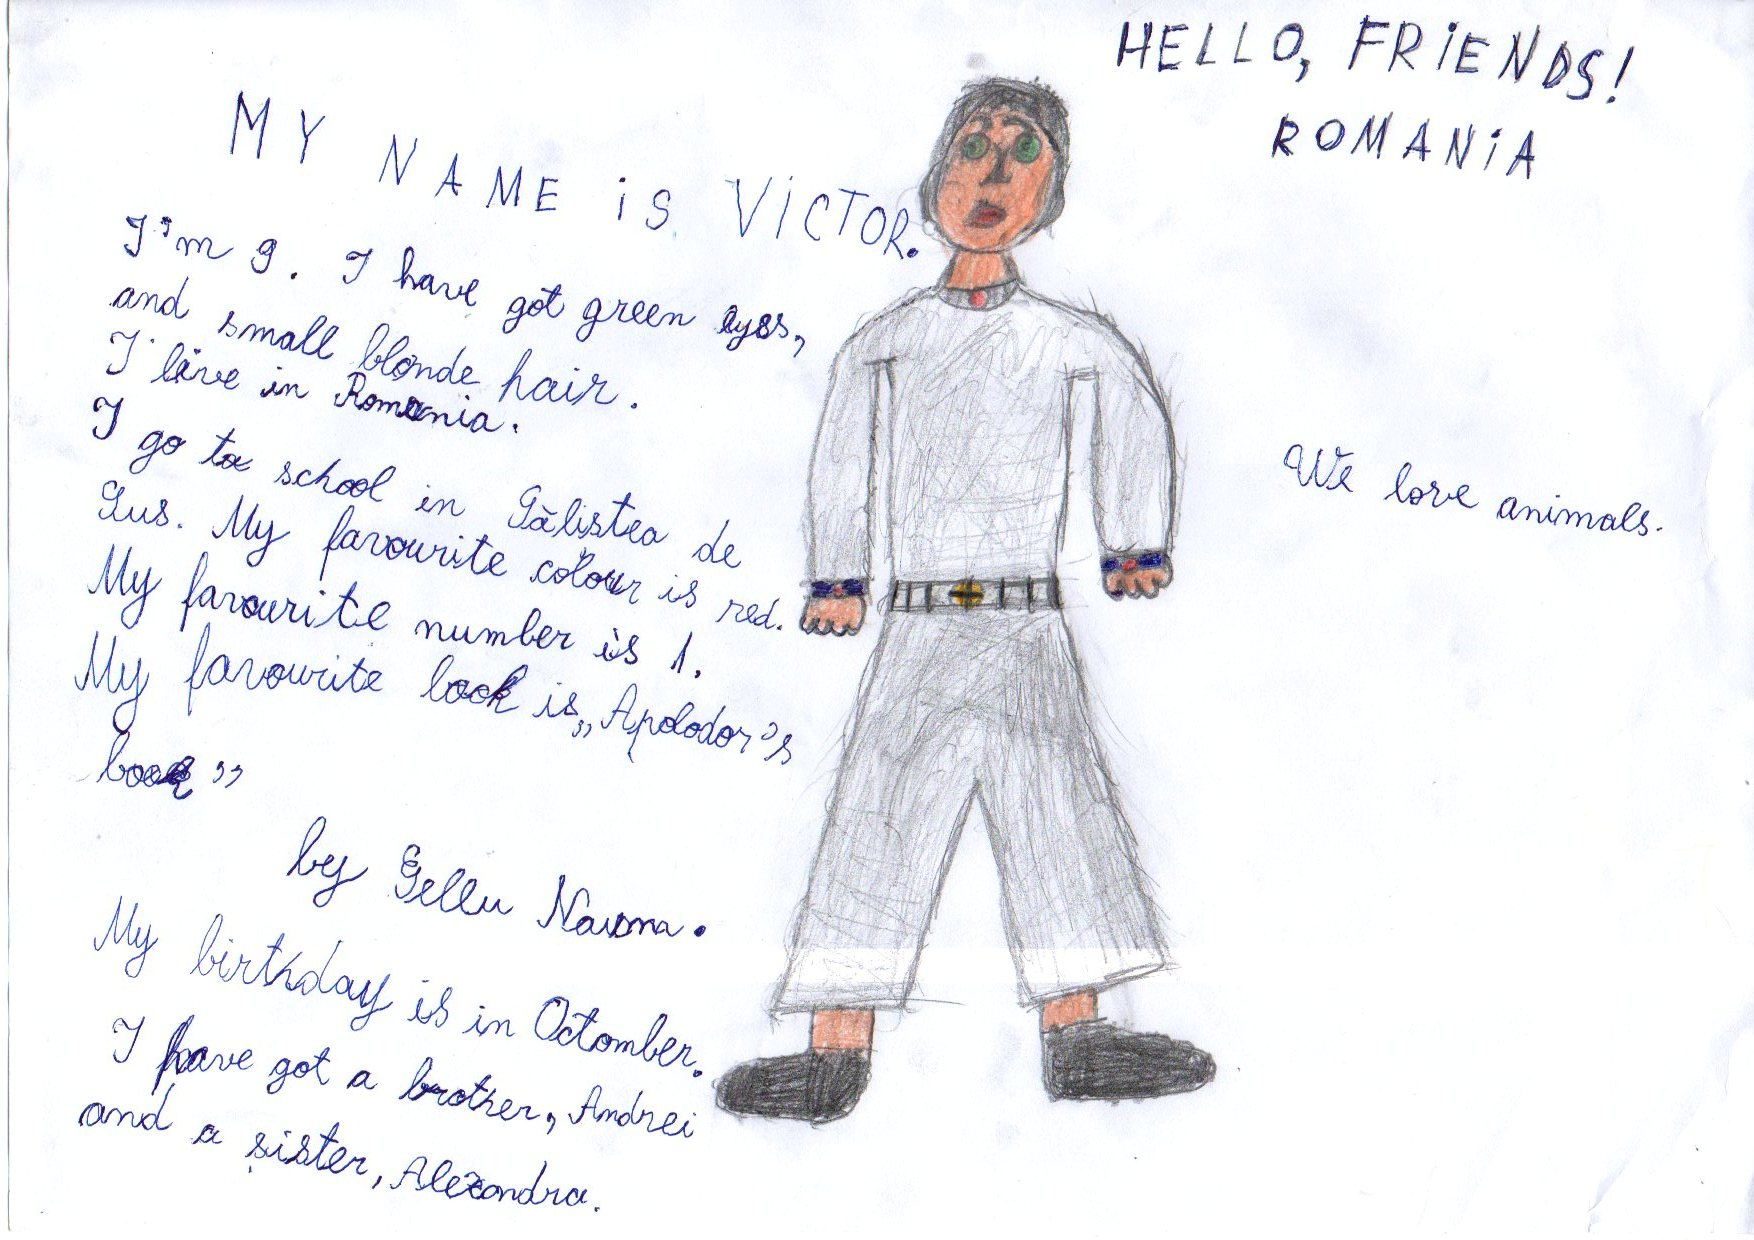 HELLO, FRiENDS!
ROMANiA
MY NAME iS ViCTOR.
I'm 9. I have got green eyes,
and small blonde hair.
I live in Romania.
I go to school in Gălistea de
Gus. My favourite colour is red.
My favourite number is 1.
My favourite book is „Apolodor's
book”
by Gellu Naum.
My birthday is in Octomber.
I have got a brother, Andrei
and a sister, Alexandra.
We love animals.